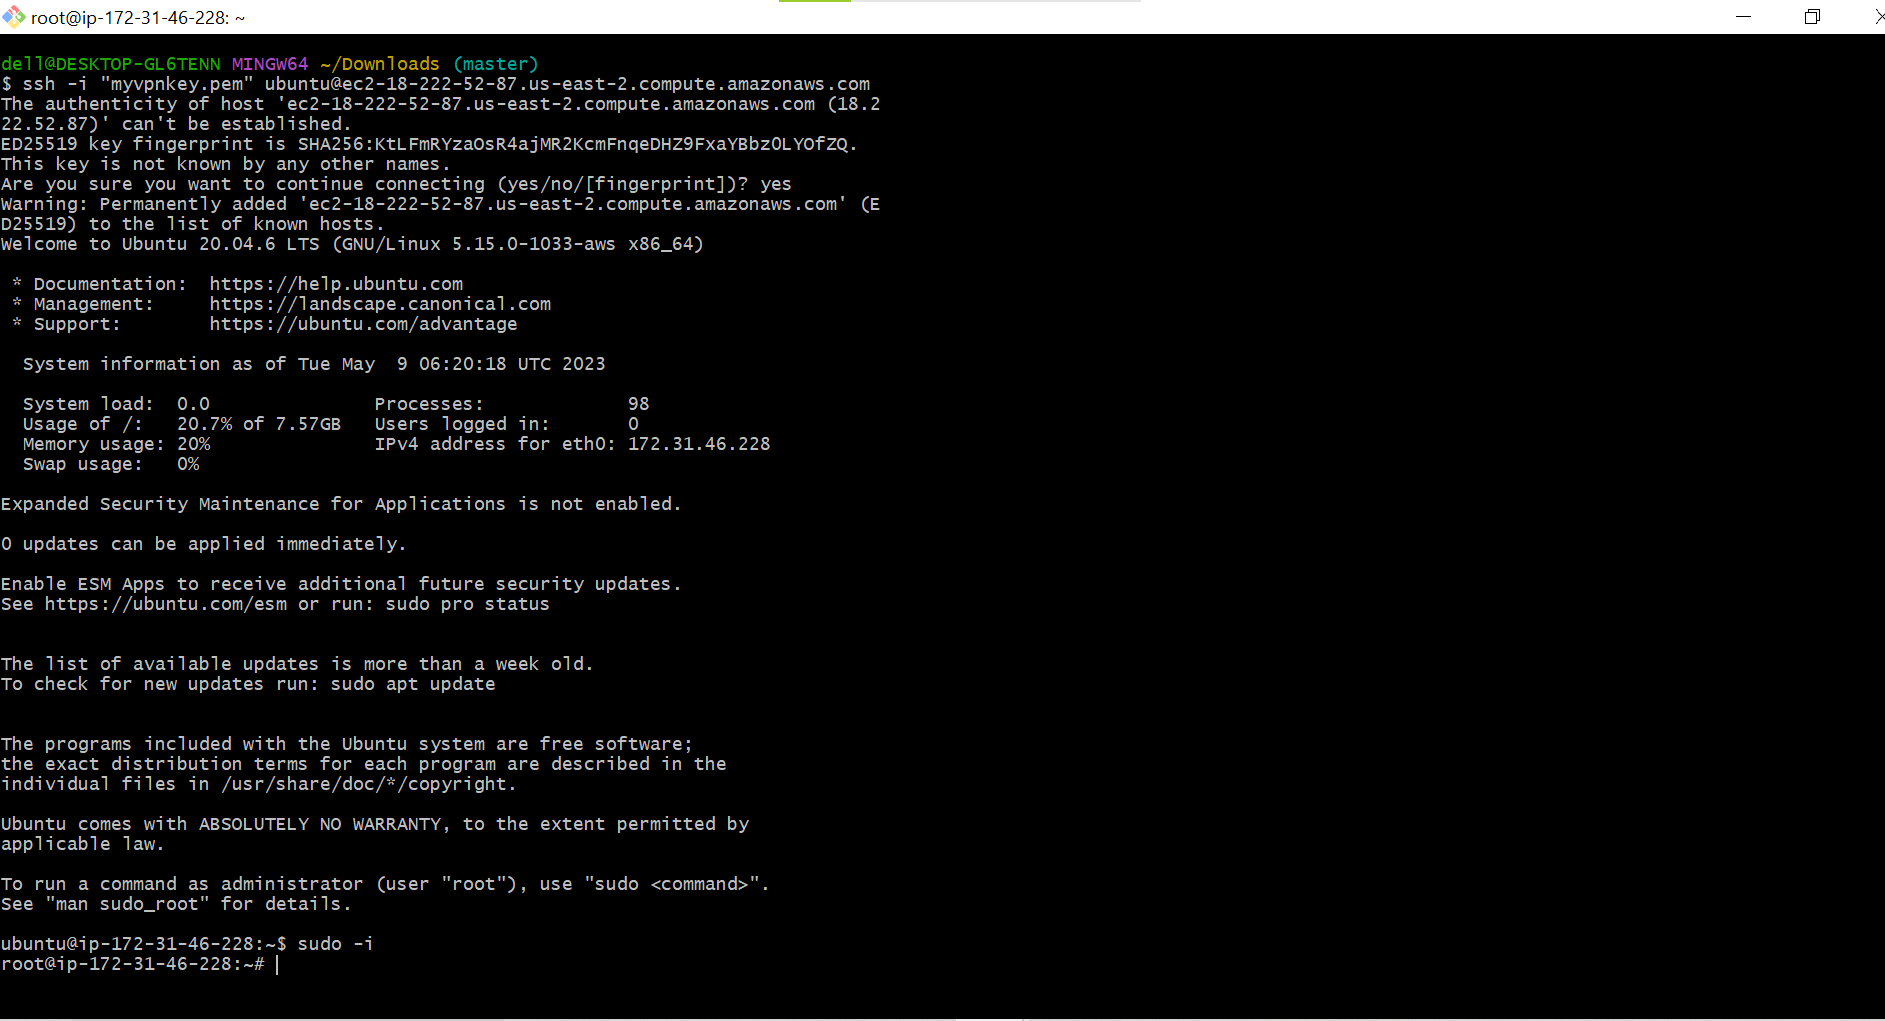 root@ip-172-31-46-228: ~
dell@DESKTOP-GL6TENN MINGW64 ~/Downloads (master)
$ ssh -i "myvpnkey.pem" ubuntu@ec2-18-222-52-87.us-east-2.compute.amazonaws.com
The authenticity of host 'ec2-18-222-52-87.us-east-2.compute.amazonaws.com (18.2
22.52.87)' can't be established.
ED25519 key fingerprint is SHA256:KtLFmRYzaOsR4ajMR2KcmFnqeDHZ9FxaYBbz0LYOfZQ.
This key is not known by any other names.
Are you sure you want to continue connecting (yes/no/[fingerprint])? yes
Warning: Permanently added 'ec2-18-222-52-87.us-east-2.compute.amazonaws.com' (E
D25519) to the list of known hosts.
Welcome to Ubuntu 20.04.6 LTS (GNU/Linux 5.15.0-1033-aws x86_64)
* Documentation:  https://help.ubuntu.com
* Management:     https://landscape.canonical.com
* Support:        https://ubuntu.com/advantage
System information as of Tue May  9 06:20:18 UTC 2023
System load:  0.0               Processes:             98
Usage of /:   20.7% of 7.57GB   Users logged in:       0
Memory usage: 20%               IPv4 address for eth0: 172.31.46.228
Swap usage:   0%
Expanded Security Maintenance for Applications is not enabled.
0 updates can be applied immediately.
Enable ESM Apps to receive additional future security updates.
See https://ubuntu.com/esm or run: sudo pro status
The list of available updates is more than a week old.
To check for new updates run: sudo apt update
The programs included with the Ubuntu system are free software;
the exact distribution terms for each program are described in the
individual files in /usr/share/doc/*/copyright.
Ubuntu comes with ABSOLUTELY NO WARRANTY, to the extent permitted by
applicable law.
To run a command as administrator (user "root"), use "sudo <command>".
See "man sudo_root" for details.
ubuntu@ip-172-31-46-228:~$ sudo -i
root@ip-172-31-46-228:~#